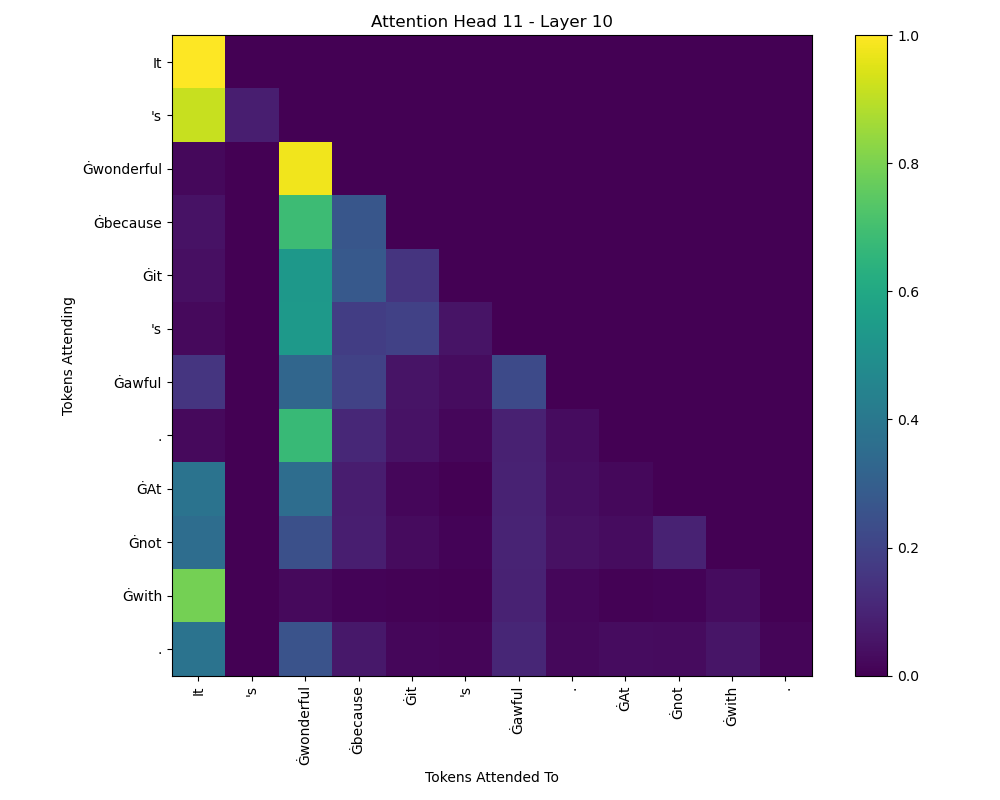 Attention Head 11 - Layer 10
It
's
Ġwonderful
Ġbecause
Ġit
's
Ġawful
.
ĠAt
Ġnot
Ġwith
.
Tokens Attending
It
's
Ġwonderful
Ġbecause
Ġit
's
Ġawful
.
ĠAt
Ġnot
Ġwith
.
Tokens Attended To
1.0
0.8
0.6
0.4
0.2
0.0